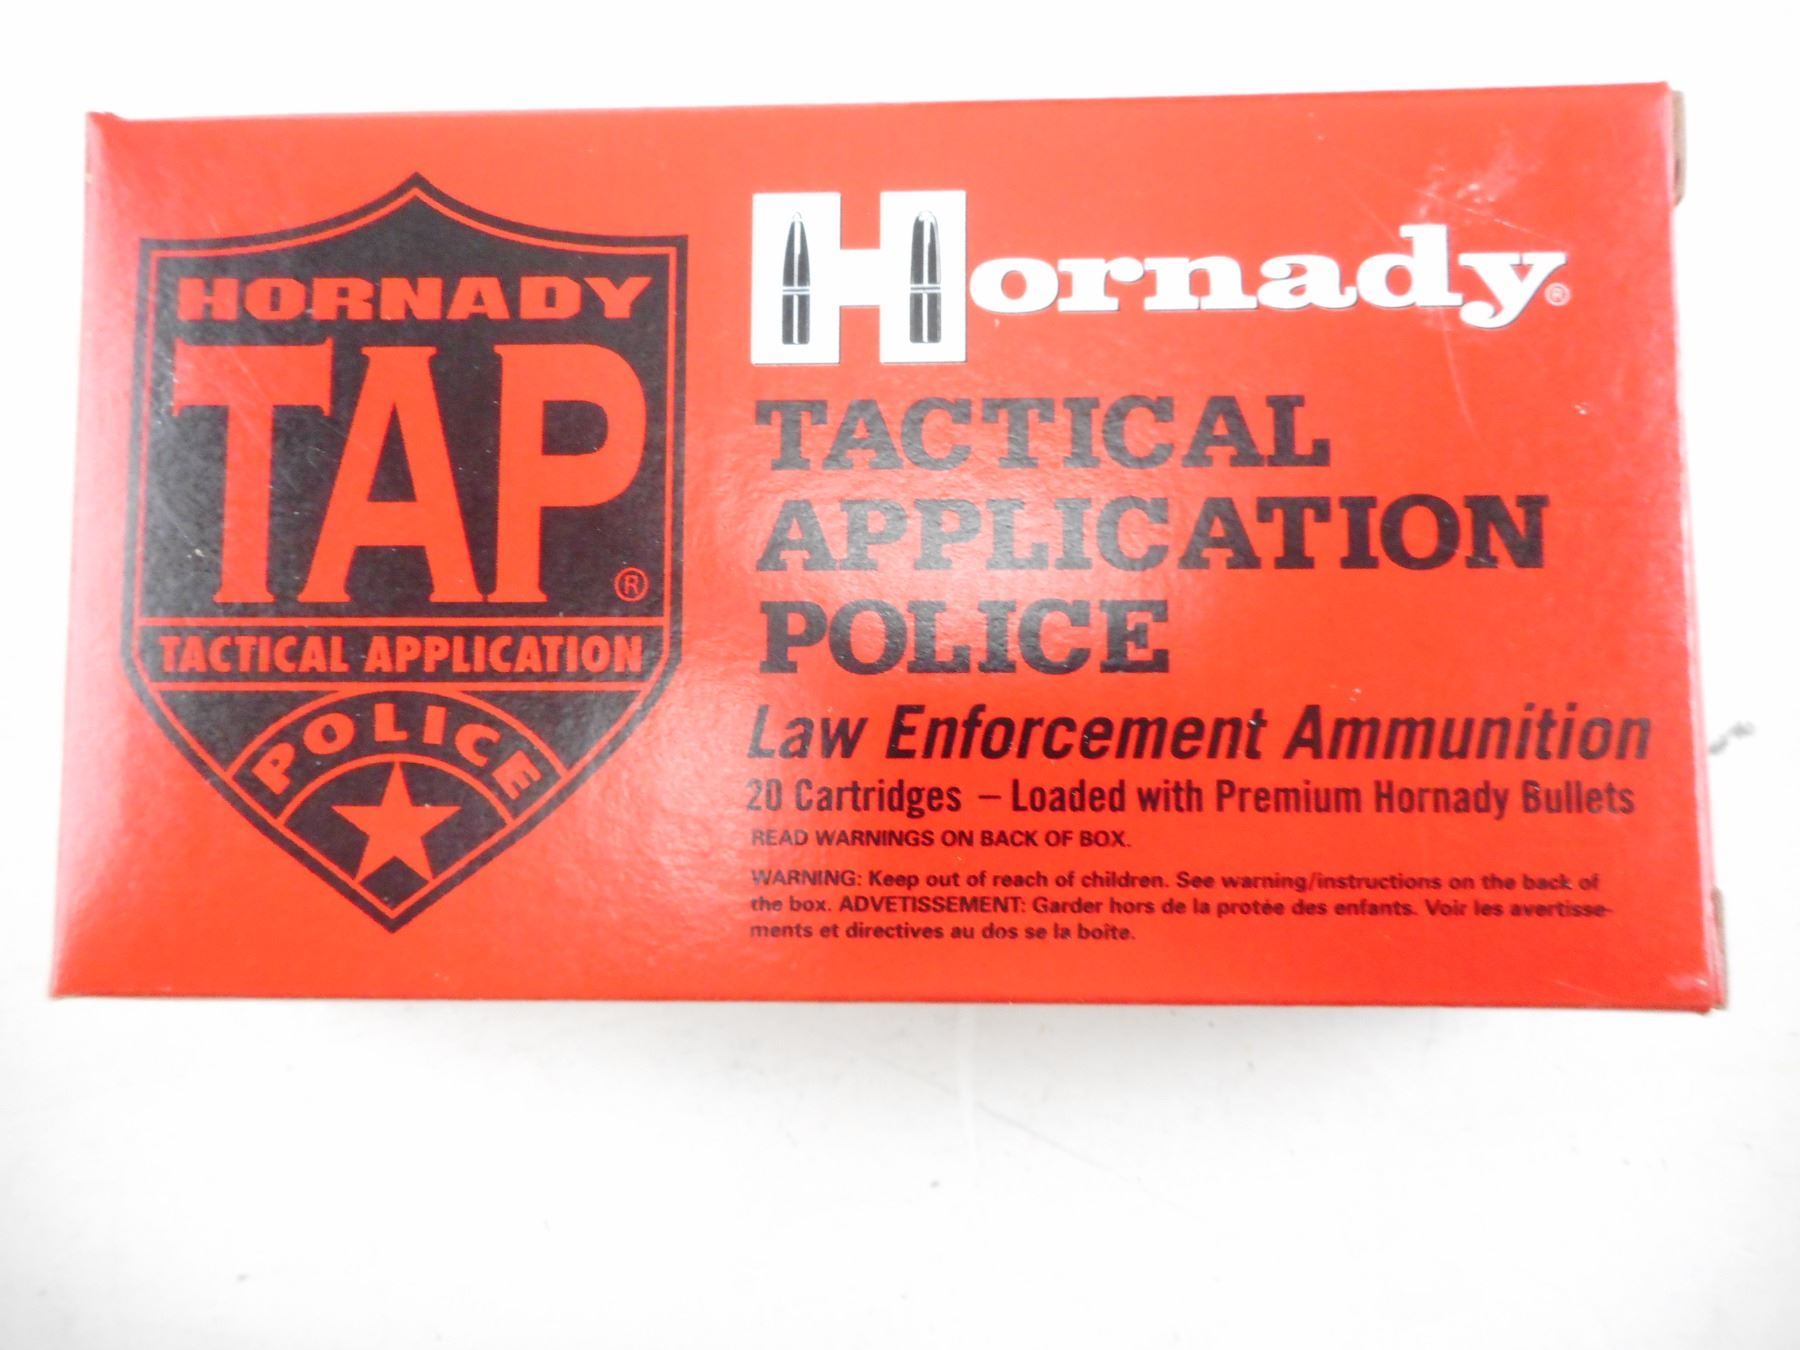 HORNADY
TAP®
TACTICAL APPLICATION
POLICE
Hornady®
TACTICAL
APPLICATION
POLICE
Law Enforcement Ammunition
20 Cartridges – Loaded with Premium Hornady Bullets
READ WARNINGS ON BACK OF BOX.
WARNING: Keep out of reach of children. See warning/instructions on the back of
the box. ADVETISSEMENT: Garder hors de la protée des enfants. Voir les avertisse-
ments et directives au dos se la boîte.